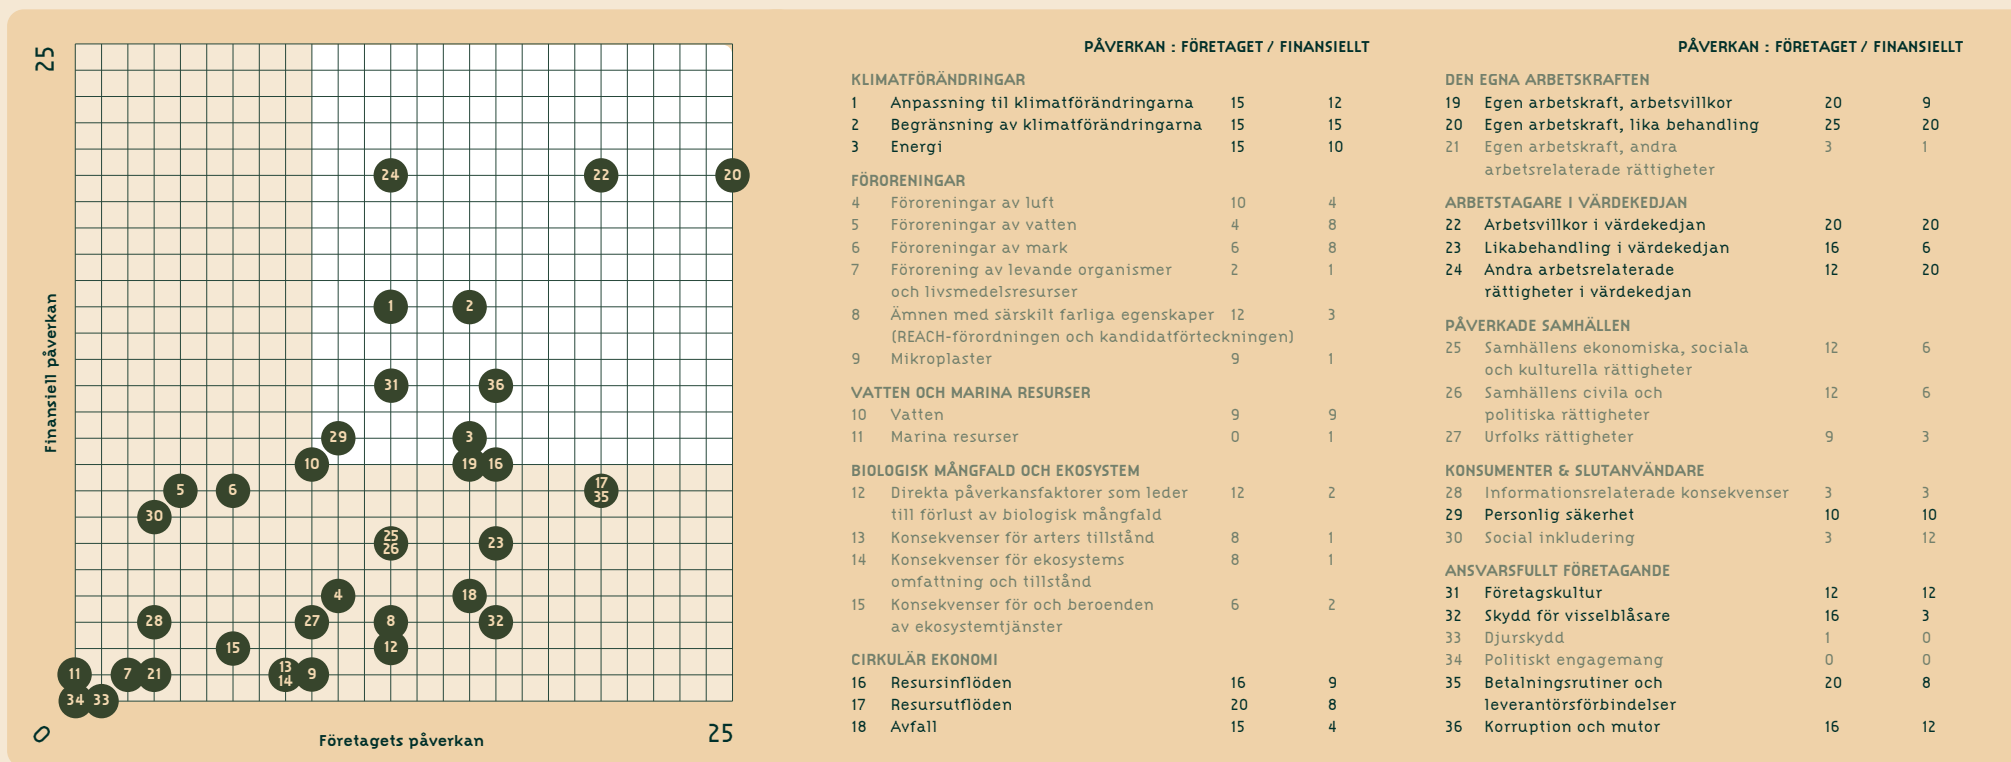 25
Finansiell påverkan
24
22
20
1
2
31
36
29
3
10
19
16
5
6
17
35
30
25
26
23
4
18
28
27
8
32
15
12
11
7
21
13
14
9
34
33
0
Företagets påverkan
25
PÅVERKAN : FÖRETAGET / FINANSIELLT
KLIMATFÖRÄNDRINGAR
1 Anpassning til klimatförändringarna 15 12
2 Begränsning av klimatförändringarna 15 15
3 Energi 15 10
FÖRORENINGAR
4 Föroreningar av luft 10 4
5 Föroreningar av vatten 4 8
6 Föroreningar av mark 6 8
7 Förorening av levande organismer 2 1
och livsmedelsresurser
8 Ämnen med särskilt farliga egenskaper 12 3
(REACH-förordningen och kandidatförteckningen)
9 Mikroplaster 9 1
VATTEN OCH MARINA RESURSER
10 Vatten 9 9
11 Marina resurser 0 1
BIOLOGISK MÅNGFALD OCH EKOSYSTEM
12 Direkta påverkansfaktorer som leder 12 2
till förlust av biologisk mångfald
13 Konsekvenser för arters tillstånd 8 1
14 Konsekvenser för ekosystems 8 1
omfattning och tillstånd
15 Konsekvenser för och beroenden 6 2
av ekosystemtjänster
CIRKULÄR EKONOMI
16 Resursinflöden 16 9
17 Resursutflöden 20 8
18 Avfall 15 4
PÅVERKAN : FÖRETAGET / FINANSIELLT
DEN EGNA ARBETSKRAFTEN
19 Egen arbetskraft, arbetsvillkor 20 9
20 Egen arbetskraft, lika behandling 25 20
21 Egen arbetskraft, andra 3 1
arbetsrelaterade rättigheter
ARBETSTAGARE I VÄRDEKEDJAN
22 Arbetsvillkor i värdekedjan 20 20
23 Likabehandling i värdekedjan 16 6
24 Andra arbetsrelaterade 12 20
rättigheter i värdekedjan
PÅVERKADE SAMHÄLLEN
25 Samhällens ekonomiska, sociala 12 6
och kulturella rättigheter
26 Samhällens civila och 12 6
politiska rättigheter
27 Urfolks rättigheter 9 3
KONSUMENTER & SLUTANVÄNDARE
28 Informationsrelaterade konsekvenser 3 3
29 Personlig säkerhet 10 10
30 Social inkludering 3 12
ANSVARSFULLT FÖRETAGANDE
31 Företagskultur 12 12
32 Skydd för visselblåsare 16 3
33 Djurskydd 1 0
34 Politiskt engagemang 0 0
35 Betalningsrutiner och 20 8
leverantörsförbindelser
36 Korruption och mutor 16 12